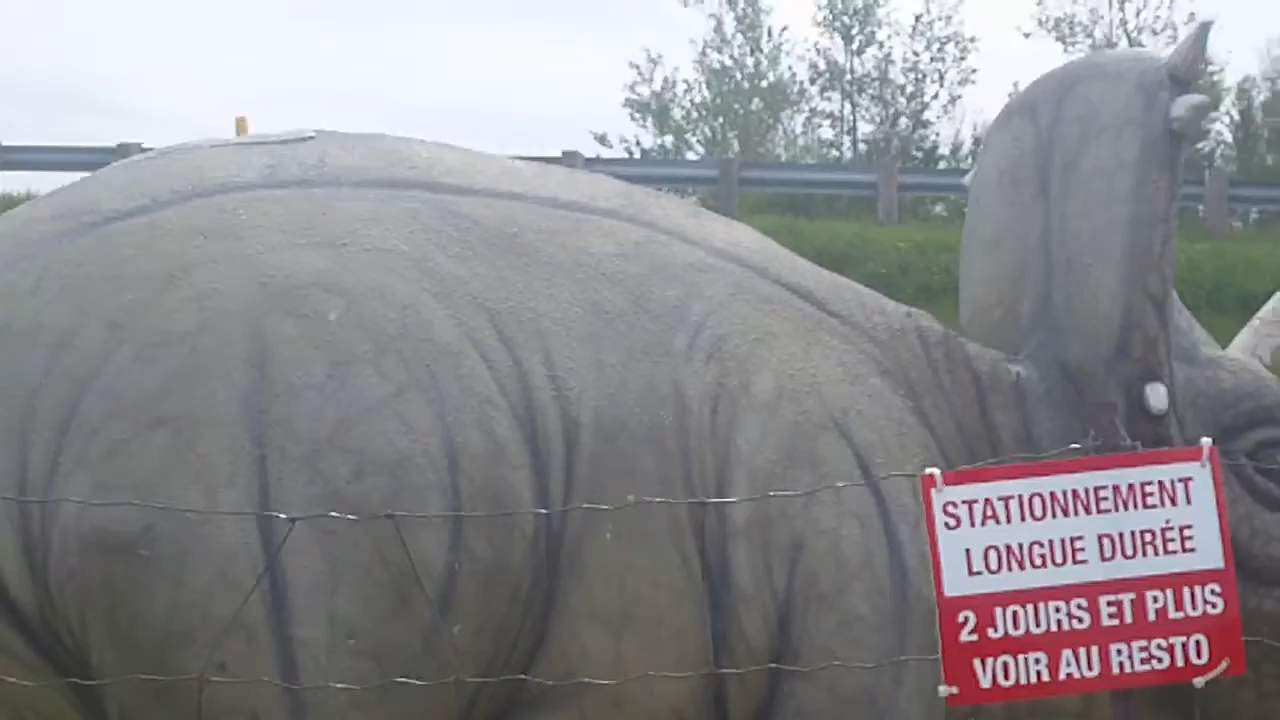 STATIONNEMENT
LONGUE DURÉE
2 JOURS ET PLUS
VOIR AU RESTO